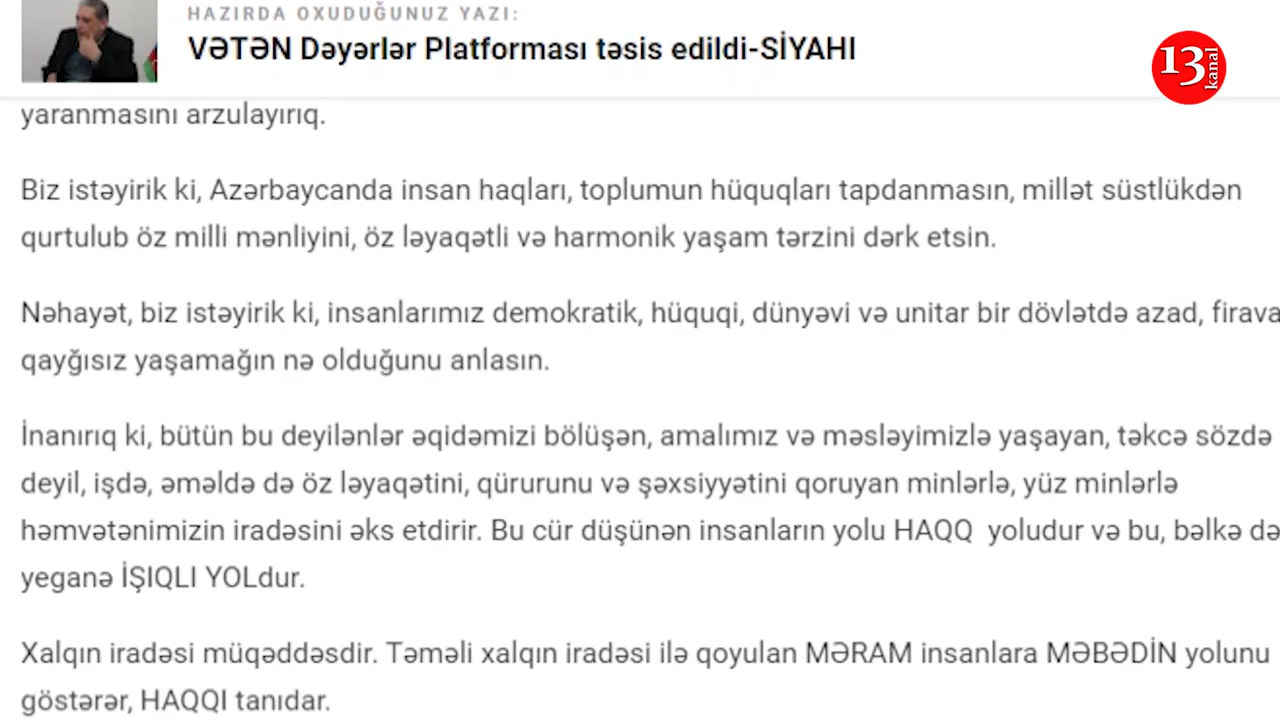 HAZIRDA OXUDUĞUNUZ YAZI:
VƏTƏN Dəyərlər Platforması təsis edildi-SİYAHI
13 kanal
yaranmasını arzulayırıq.
Biz istəyirik ki, Azərbaycanda insan haqları, toplumun hüquqları tapdanmasın, millət süstlükdən
qurtulub öz milli mənliyini, öz ləyaqətli və harmonik yaşam tərzini dərk etsin.
Nəhayət, biz istəyirik ki, insanlarımız demokratik, hüquqi, dünyəvi və unitar bir dövlətdə azad,
qayğısız yaşamağın nə olduğunu anlasın.
İnanırıq ki, bütün bu deyilənlər əqidəmizi bölüşən, amalımız və məsləyimizlə yaşayan, təkcə sözdə
deyil, işdə, əməldə də öz ləyaqətini, qürurunu və şəxsiyyətini qoruyan minlərlə, yüz minlərlə
həmvətənimizin iradəsini əks etdirir. Bu cür düşünən insanların yolu HAQQ yoludur və bu, bəlkə də
yeganə İŞIQLI YOLdur.
Xalqın iradəsi müqəddəsdir. Təməli xalqın iradəsi ilə qoyulan MƏRAM insanlara MƏBƏDİN yolunu
göstərər, HAQQI tanıdar.